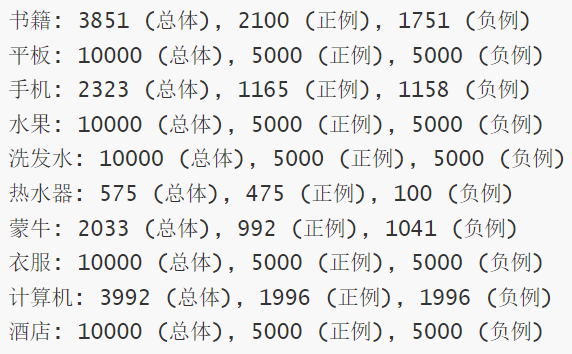 书籍: 3851 (总体), 2100 (正例), 1751 (负例)
平板: 10000 (总体), 5000 (正例), 5000 (负例)
手机: 2323 (总体), 1165 (正例), 1158 (负例)
水果: 10000 (总体), 5000 (正例), 5000 (负例)
洗发水: 10000 (总体), 5000 (正例), 5000 (负例)
热水器: 575 (总体), 475 (正例), 100 (负例)
蒙牛: 2033 (总体), 992 (正例), 1041 (负例)
衣服: 10000 (总体), 5000 (正例), 5000 (负例)
计算机: 3992 (总体), 1996 (正例), 1996 (负例)
酒店: 10000 (总体), 5000 (正例), 5000 (负例)